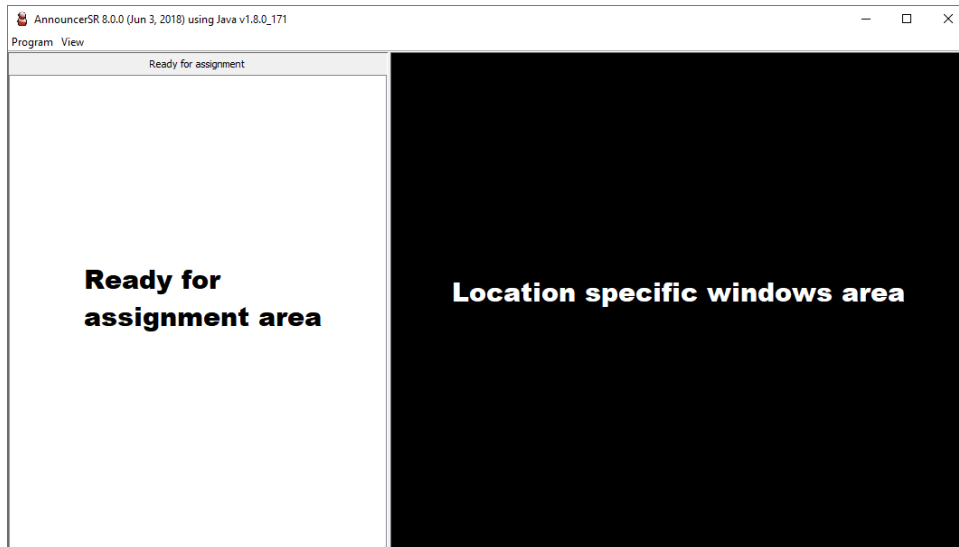 AnnouncerSR 8.0.0 (Jun 3, 2018) using Java v1.8.0_171
Program View
Ready for assignment
Ready for
assignment area
Location specific windows area